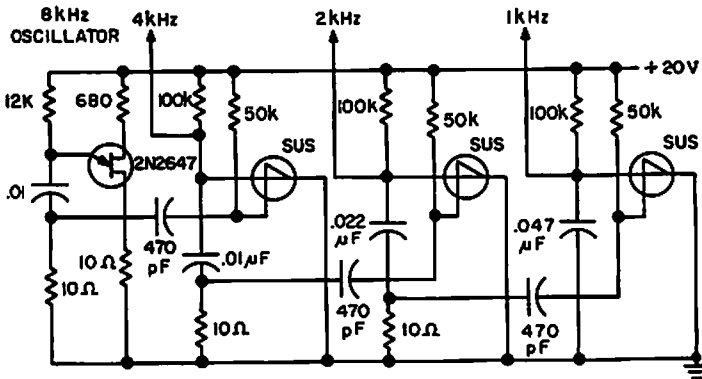 8kHz
OSCILLATOR
4kHz
2kHz
1kHz
+20V
12K
680
100k
50k
100k
50k
100k
50k
SUS
SUS
SUS
2N2647
.01
470
pF
.01µF
.022
µF
.047
µF
10Ω
10Ω
10Ω
470
pF
10Ω
470
pF